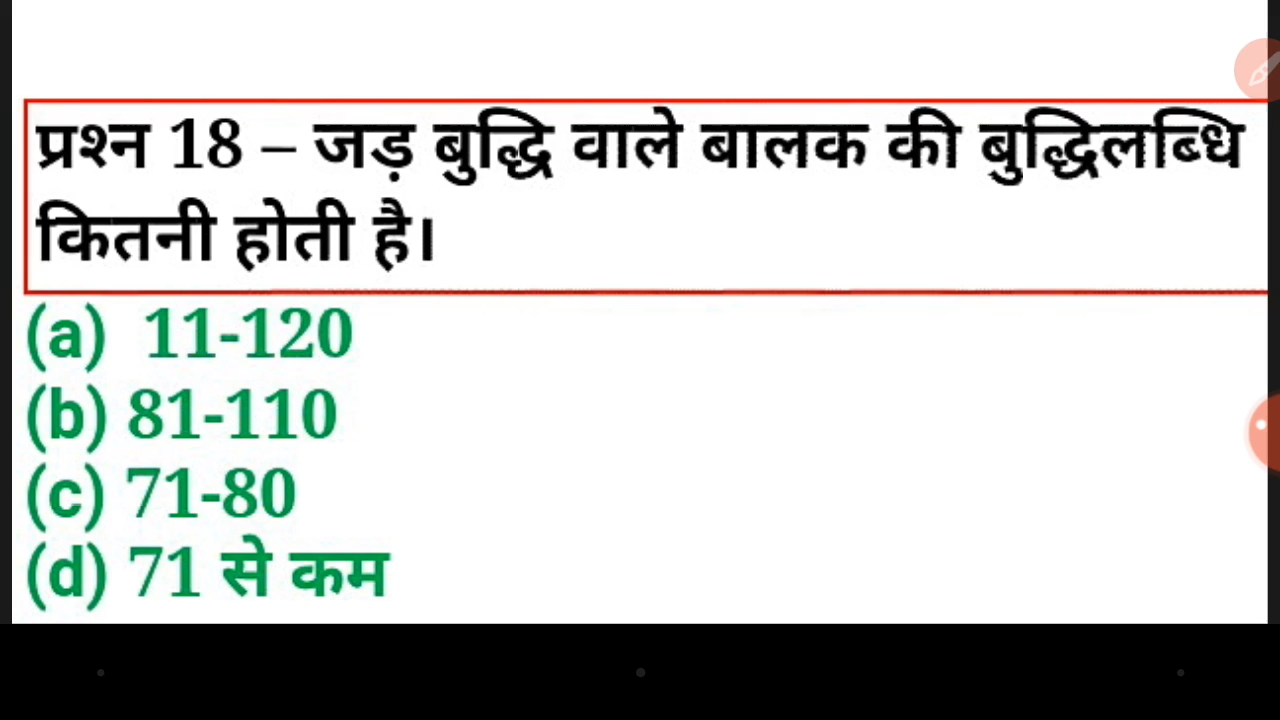 प्रश्न 18 – जड़ बुद्धि वाले बालक की बुद्धिलब्धि
कितनी होती है।
(a) 11-120
(b) 81-110
(c) 71-80
(d) 71 से कम